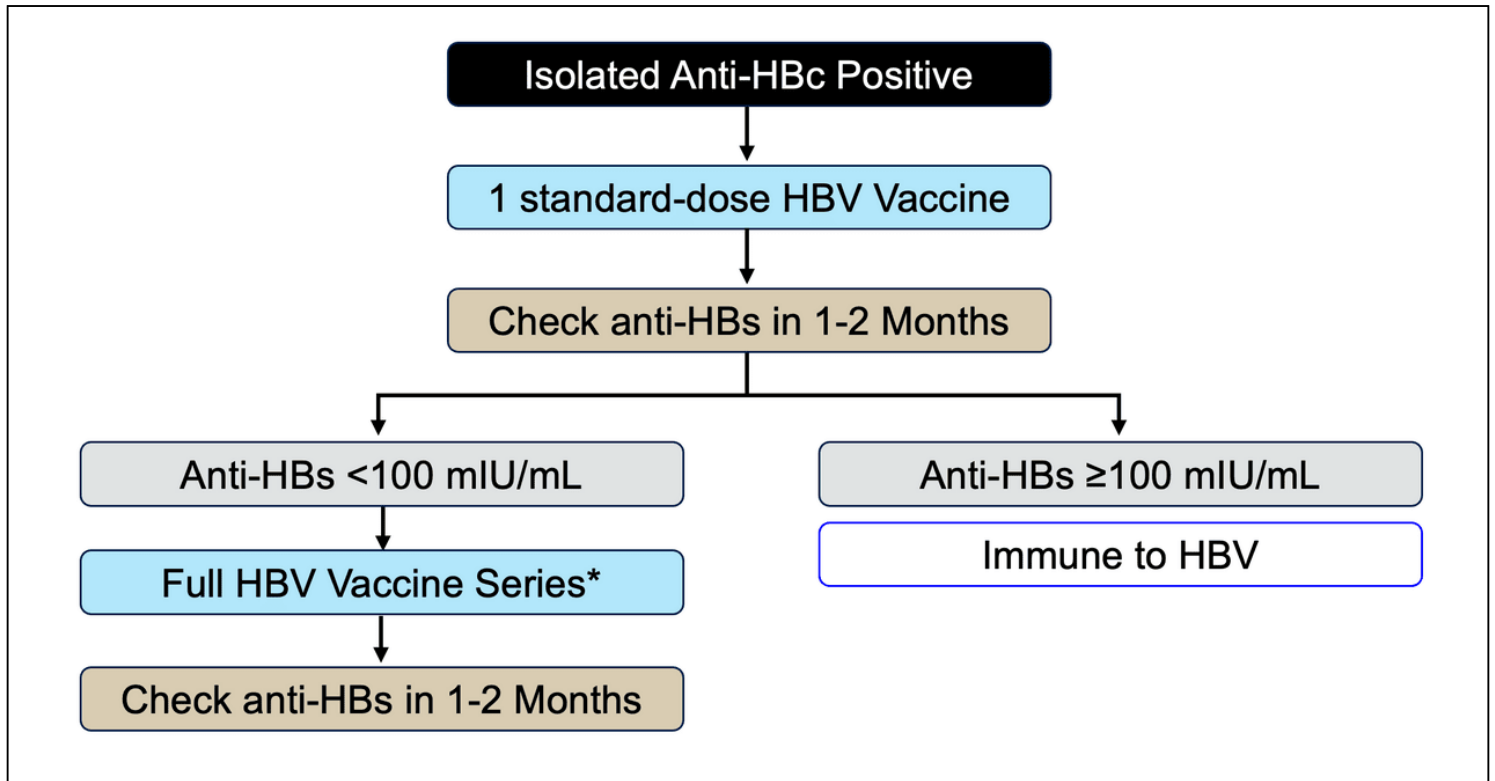 Isolated Anti-HBc Positive
1 standard-dose HBV Vaccine
Check anti-HBs in 1-2 Months
Anti-HBs <100 mIU/mL
Anti-HBs ≥100 mIU/mL
Full HBV Vaccine Series*
Immune to HBV
Check anti-HBs in 1-2 Months